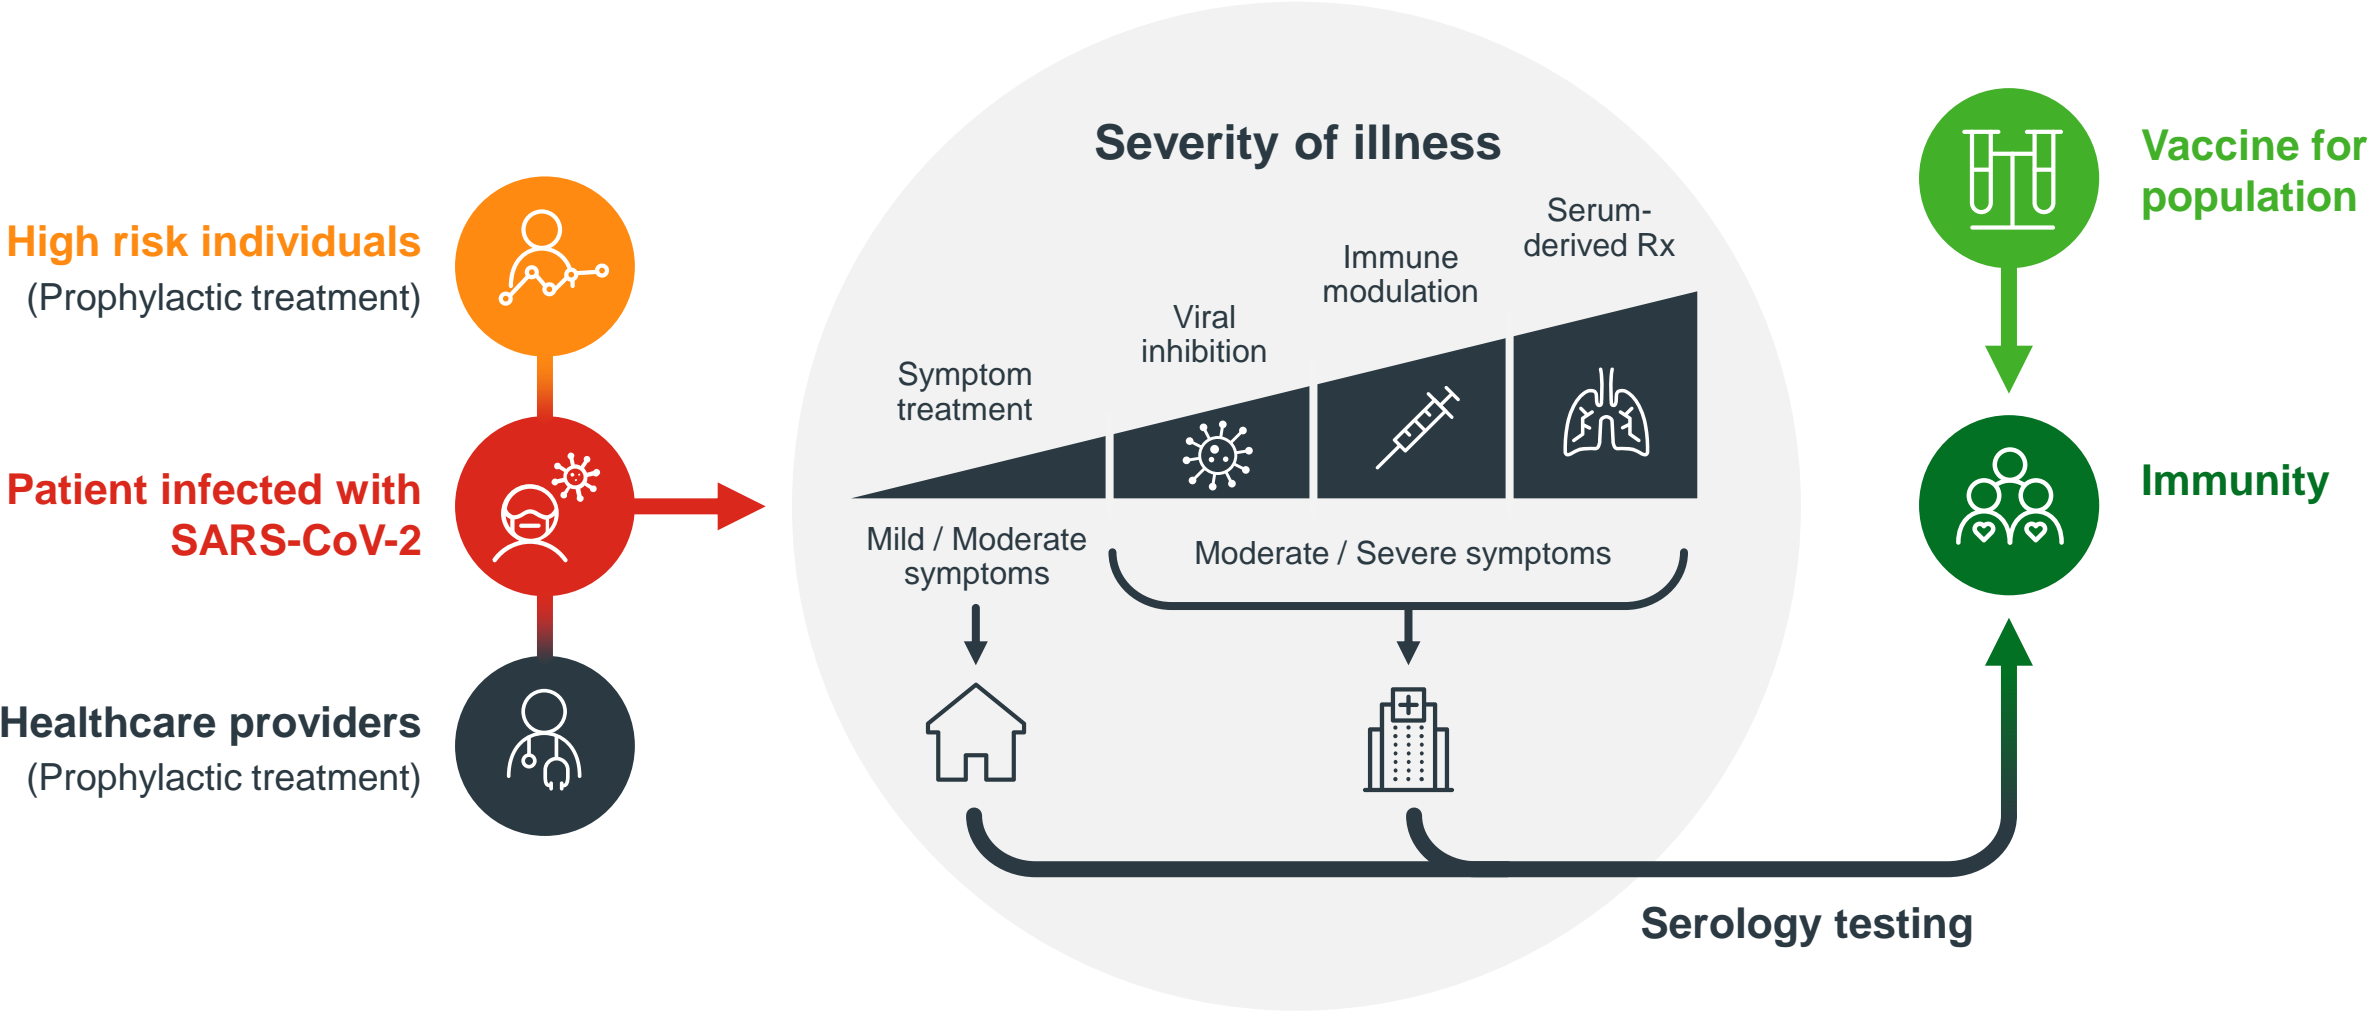 High risk individuals
(Prophylactic treatment)
Patient infected with
SARS-CoV-2
Healthcare providers
(Prophylactic treatment)
Severity of illness
Symptom
treatment
Viral
inhibition
Immune
modulation
Serum-
derived Rx
Mild / Moderate
symptoms
Moderate / Severe symptoms
Serology testing
Vaccine for
population
Immunity